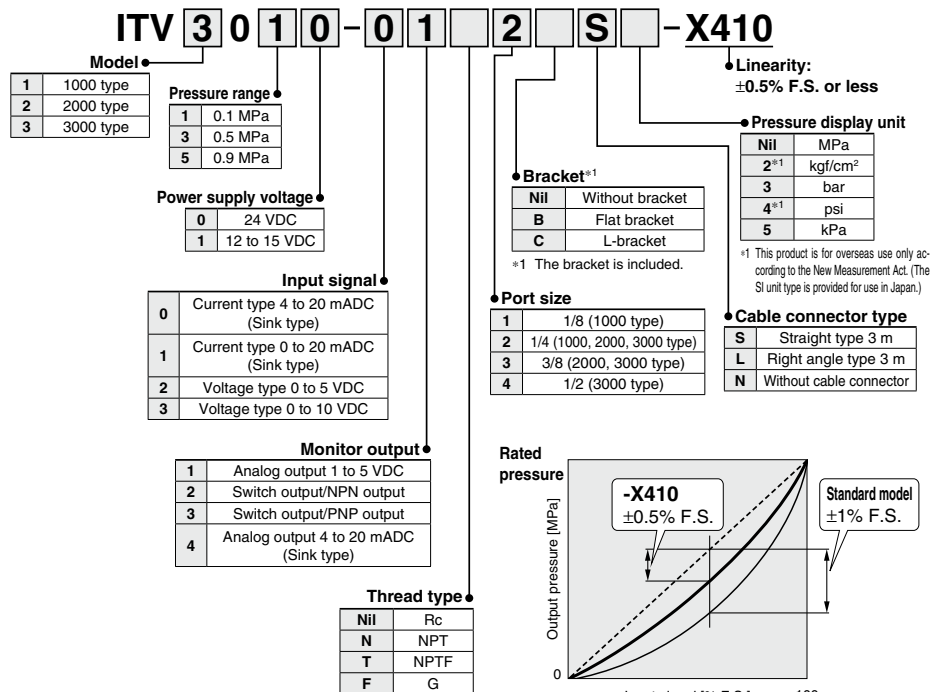 ITV 3 0 1 0 - 0 1 2 S - X410
Model
1 1000 type
2 2000 type
3 3000 type
Pressure range
1 0.1 MPa
3 0.5 MPa
5 0.9 MPa
Power supply voltage
0 24 VDC
1 12 to 15 VDC
Input signal
0 Current type 4 to 20 mADC
(Sink type)
1 Current type 0 to 20 mADC
(Sink type)
2 Voltage type 0 to 5 VDC
3 Voltage type 0 to 10 VDC
Monitor output
1 Analog output 1 to 5 VDC
2 Switch output/NPN output
3 Switch output/PNP output
4 Analog output 4 to 20 mADC
(Sink type)
Thread type
Nil Rc
N NPT
T NPTF
F G
Linearity:
±0.5% F.S. or less
Pressure display unit
Nil MPa
2*1 kgf/cm²
3 bar
4*1 psi
5 kPa
*1 This product is for overseas use only ac-
cording to the New Measurement Act. (The
SI unit type is provided for use in Japan.)
Bracket*1
Nil Without bracket
B Flat bracket
C L-bracket
*1 The bracket is included.
Port size
1 1/8 (1000 type)
2 1/4 (1000, 2000, 3000 type)
3 3/8 (2000, 3000 type)
4 1/2 (3000 type)
Cable connector type
S Straight type 3 m
L Right angle type 3 m
N Without cable connector
Rated
pressure
Output pressure [MPa]
-X410
±0.5% F.S.
Standard model
±1% F.S.
0